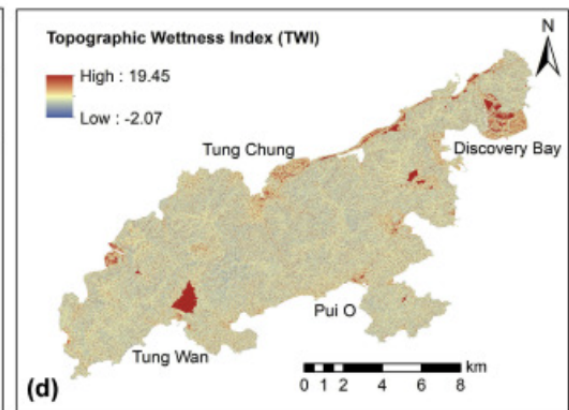 Topographic Wettness Index (TWI)
N
High : 19.45
Low : -2.07
Tung Chung
Discovery Bay
Pui O
Tung Wan
km
0 1 2 4 6 8
(d)